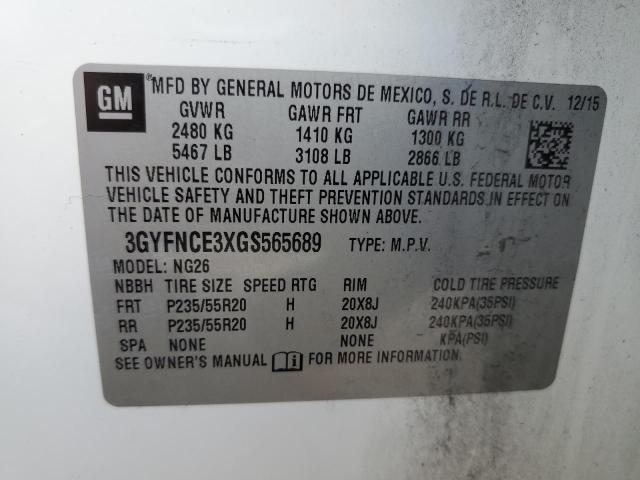 GM
® MFD BY GENERAL MOTORS DE MEXICO, S. DE R.L. DE C.V. 12/15
GVWR GAWR FRT GAWR RR
2480 KG 1410 KG 1300 KG
5467 LB 3108 LB 2866 LB
THIS VEHICLE CONFORMS TO ALL APPLICABLE U.S. FEDERAL MOTOR
VEHICLE SAFETY AND THEFT PREVENTION STANDARDS IN EFFECT ON
THE DATE OF MANUFACTURE SHOWN ABOVE.
3GYFNCE3XGS565689 TYPE: M.P.V.
MODEL: NG26
NBBH TIRE SIZE SPEED RTG RIM COLD TIRE PRESSURE
FRT P235/55R20 H 20X8J 240KPA(35PSI)
RR P235/55R20 H 20X8J 240KPA(35PSI)
SPA NONE NONE KPA(PSI)
SEE OWNER'S MANUAL FOR MORE INFORMATION.